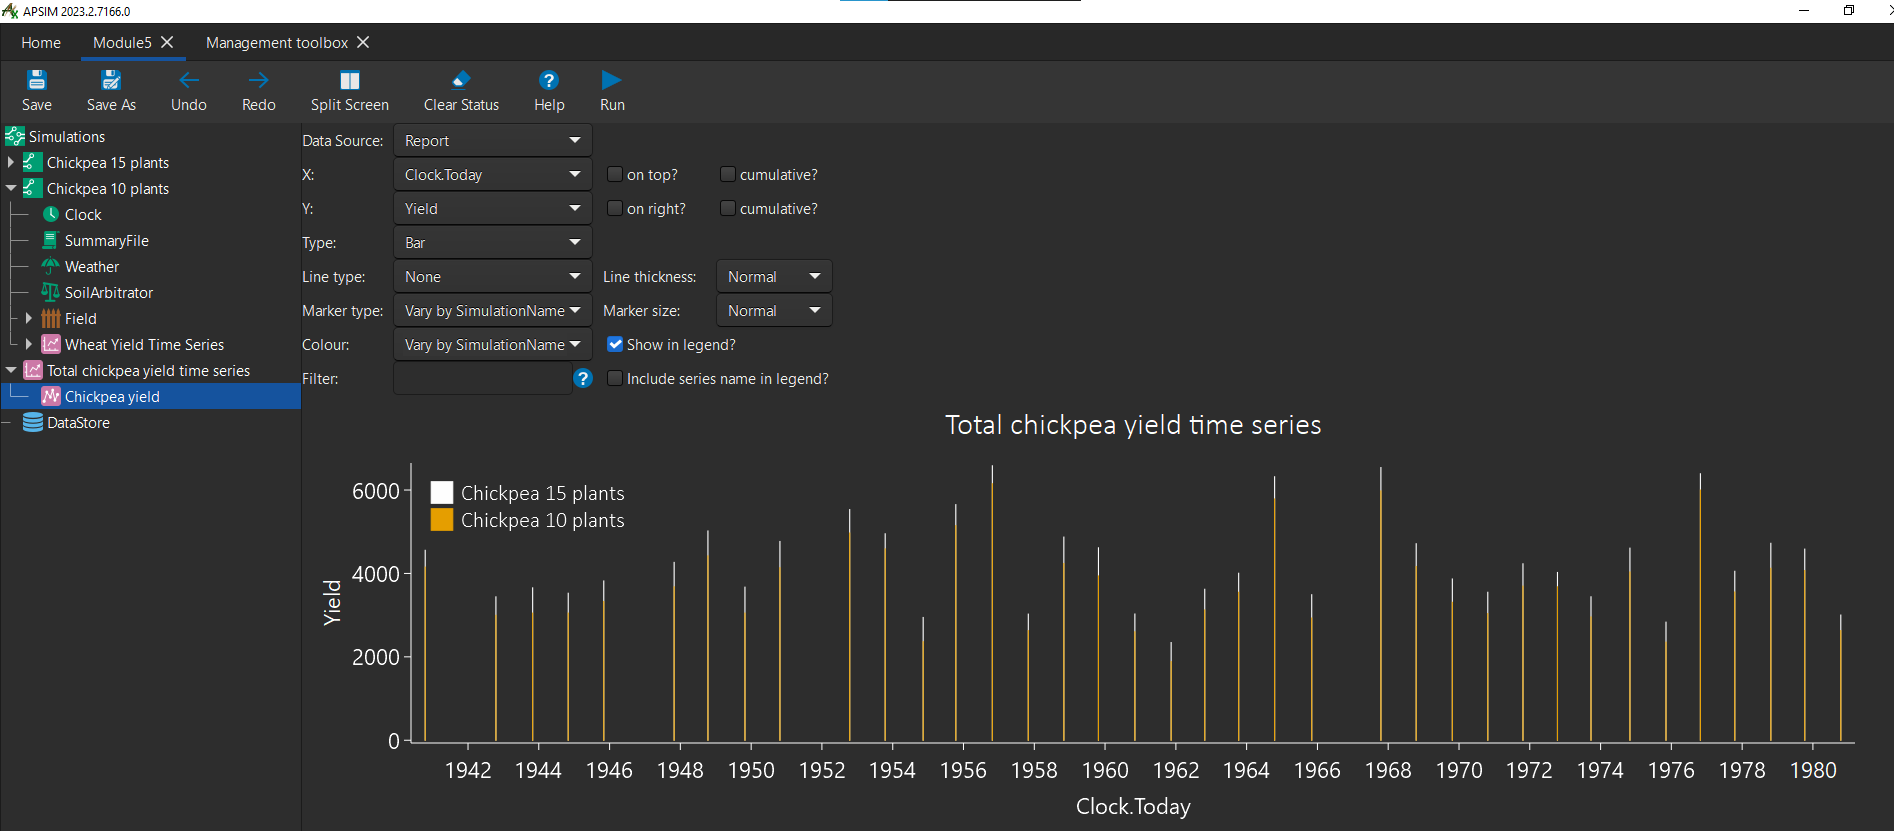 APSIM 2023.2.7166.0
Home Module5 Management toolbox
Save Save As Undo Redo Split Screen Clear Status Help Run
Simulations
Chickpea 15 plants
Chickpea 10 plants
Clock
SummaryFile
Weather
SoilArbitrator
Field
Wheat Yield Time Series
Total chickpea yield time series
Chickpea yield
DataStore
Data Source: Report
X: Clock.Today on top? cumulative?
Y: Yield on right? cumulative?
Type: Bar
Line type: None Line thickness: Normal
Marker type: Vary by SimulationName Marker size: Normal
Colour: Vary by SimulationName Show in legend?
Filter: ? Include series name in legend?
Total chickpea yield time series
Chickpea 15 plants
Chickpea 10 plants
6000
4000
2000
0
Yield
1942 1944 1946 1948 1950 1952 1954 1956 1958 1960 1962 1964 1966 1968 1970 1972 1974 1976 1978 1980
Clock.Today